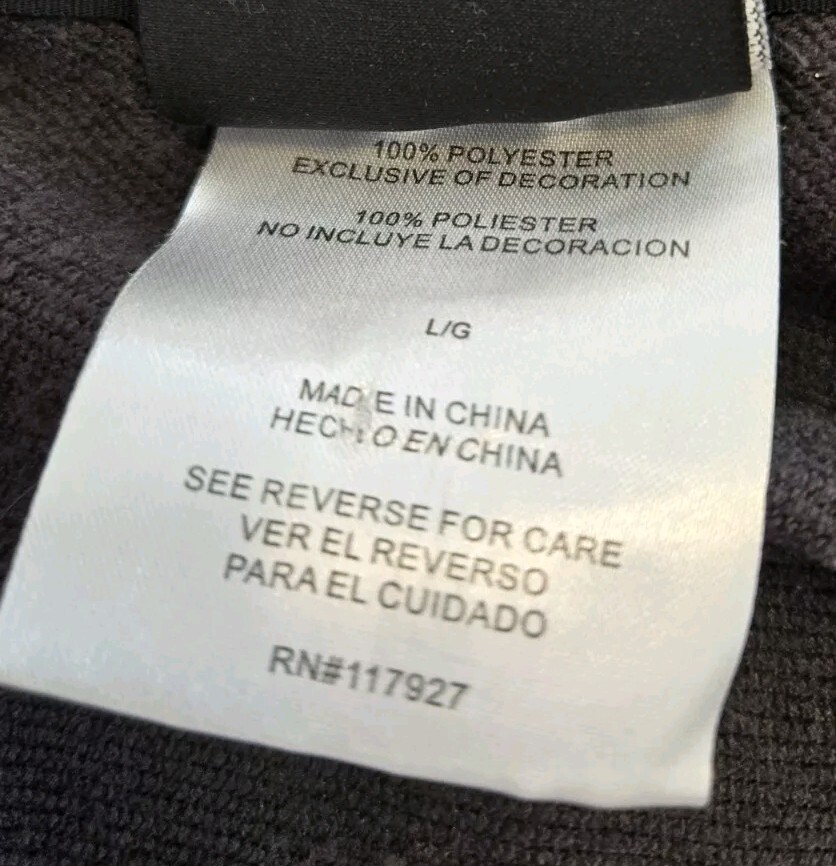 100% POLYESTER
EXCLUSIVE OF DECORATION
100% POLIESTER
NO INCLUYE LA DECORACION
L/G
MADE IN CHINA
HECHO EN CHINA
SEE REVERSE FOR CARE
VER EL REVERSO
PARA EL CUIDADO
RN#117927